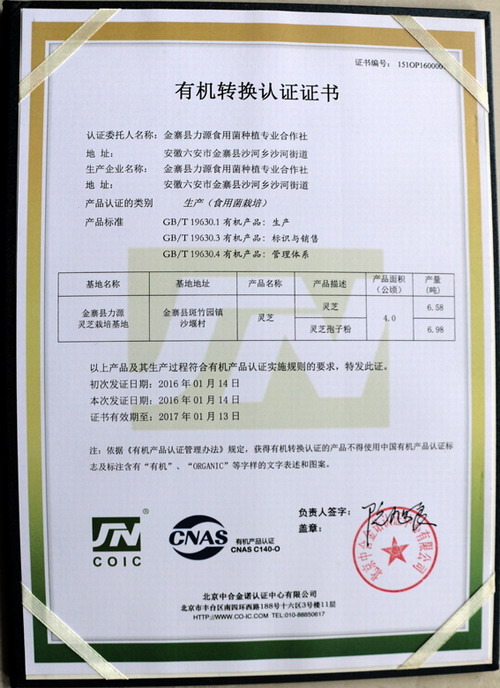 证书编号： 151OP160000
有机转换认证证书
认证委托人名称： 金寨县力源食用菌种植专业合作社
地 址： 安徽六安市金寨县沙河乡沙河街道
生产企业名称： 金寨县力源食用菌种植专业合作社
地 址： 安徽六安市金寨县沙河乡沙河街道
产品认证的类别 生产（食用菌栽培）
产品标准 GB/T 19630.1 有机产品：生产
GB/T 19630.3 有机产品：标识与销售
GB/T 19630.4 有机产品：管理体系
基地名称 基地地址 产品名称 产品描述 产品面积（公顷） 产量（吨）
金寨县力源灵芝栽培基地 金寨县斑竹园镇沙堰村 灵芝 灵芝 4.0 6.58
灵芝孢子粉 6.98
以上产品及其生产过程符合有机产品认证实施规则的要求，特发此证。
初次发证日期：2016 年 01 月 14 日
本次发证日期：2016 年 01 月 14 日
证书有效期至：2017 年 01 月 13 日
注：依据《有机产品认证管理办法》规定，获得有机转换认证的产品不得使用中国有机产品认证标
志及标注含有“有机”、“ORGANIC”等字样的文字表述和图案。
负责人签字：
盖章：
®
COIC
CNAS
有机产品认证
CNAS C140-O
北京中合金诺认证中心有限公司
北京中合金诺认证中心有限公司
北京市丰台区南四环西路188号十六区3号楼11层
HTTP://WWW.CO-IC.COM TEL:010-88850617